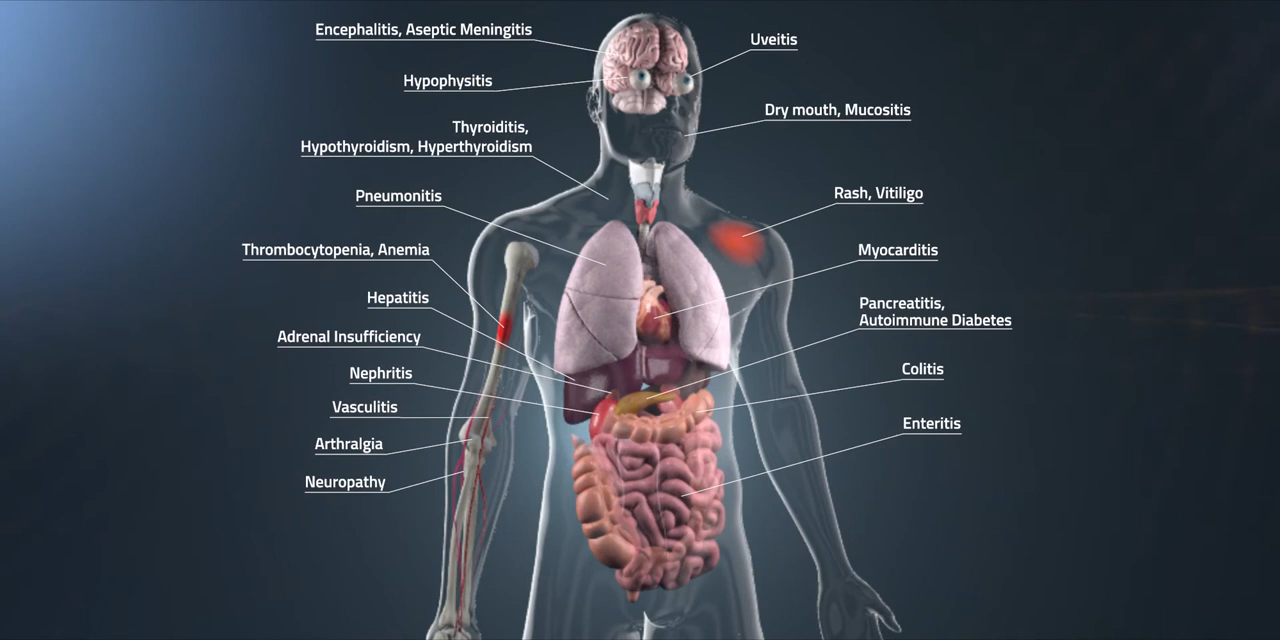 Encephalitis, Aseptic Meningitis
Hypophysitis
Thyroiditis,
Hypothyroidism, Hyperthyroidism
Pneumonitis
Thrombocytopenia, Anemia
Hepatitis
Adrenal Insufficiency
Nephritis
Vasculitis
Arthralgia
Neuropathy
Uveitis
Dry mouth, Mucositis
Rash, Vitiligo
Myocarditis
Pancreatitis,
Autoimmune Diabetes
Colitis
Enteritis